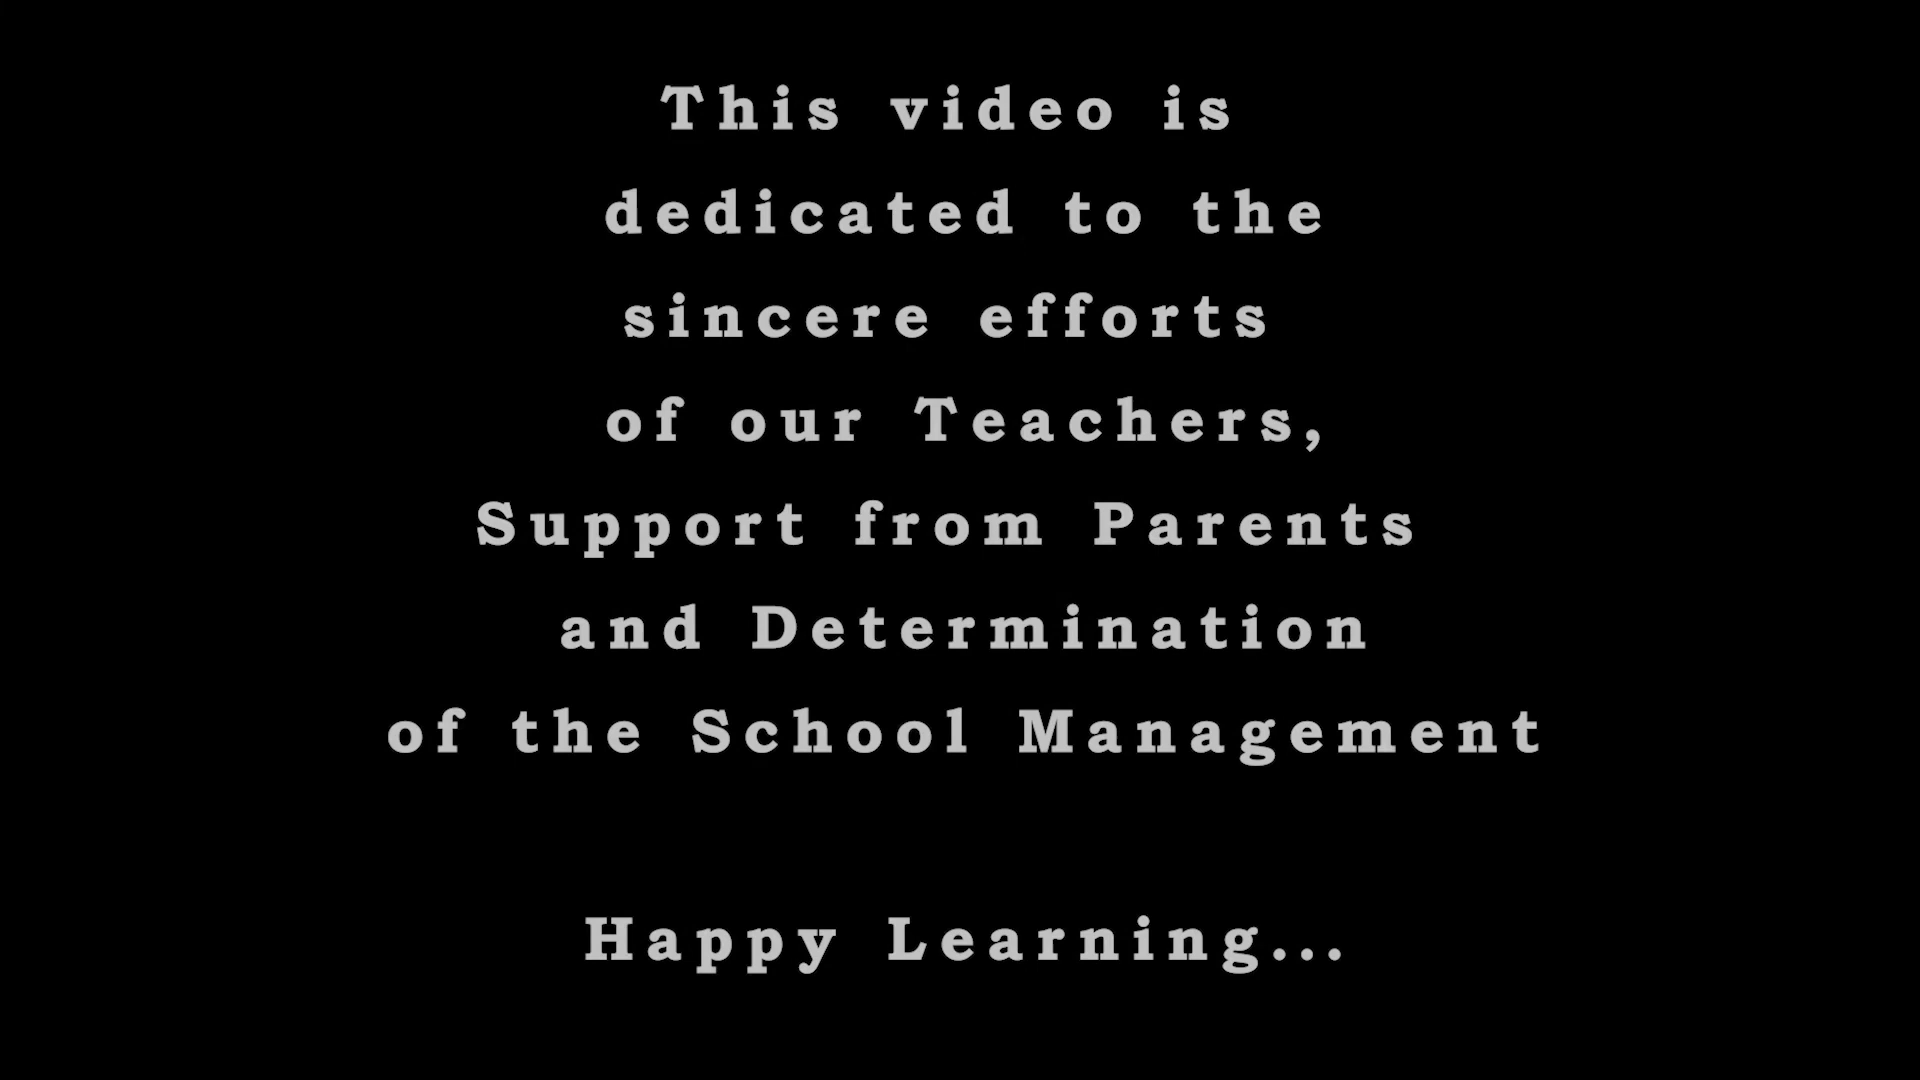 This video is
dedicated to the
sincere efforts
of our Teachers,
Support from Parents
and Determination
of the School Management
Happy Learning...